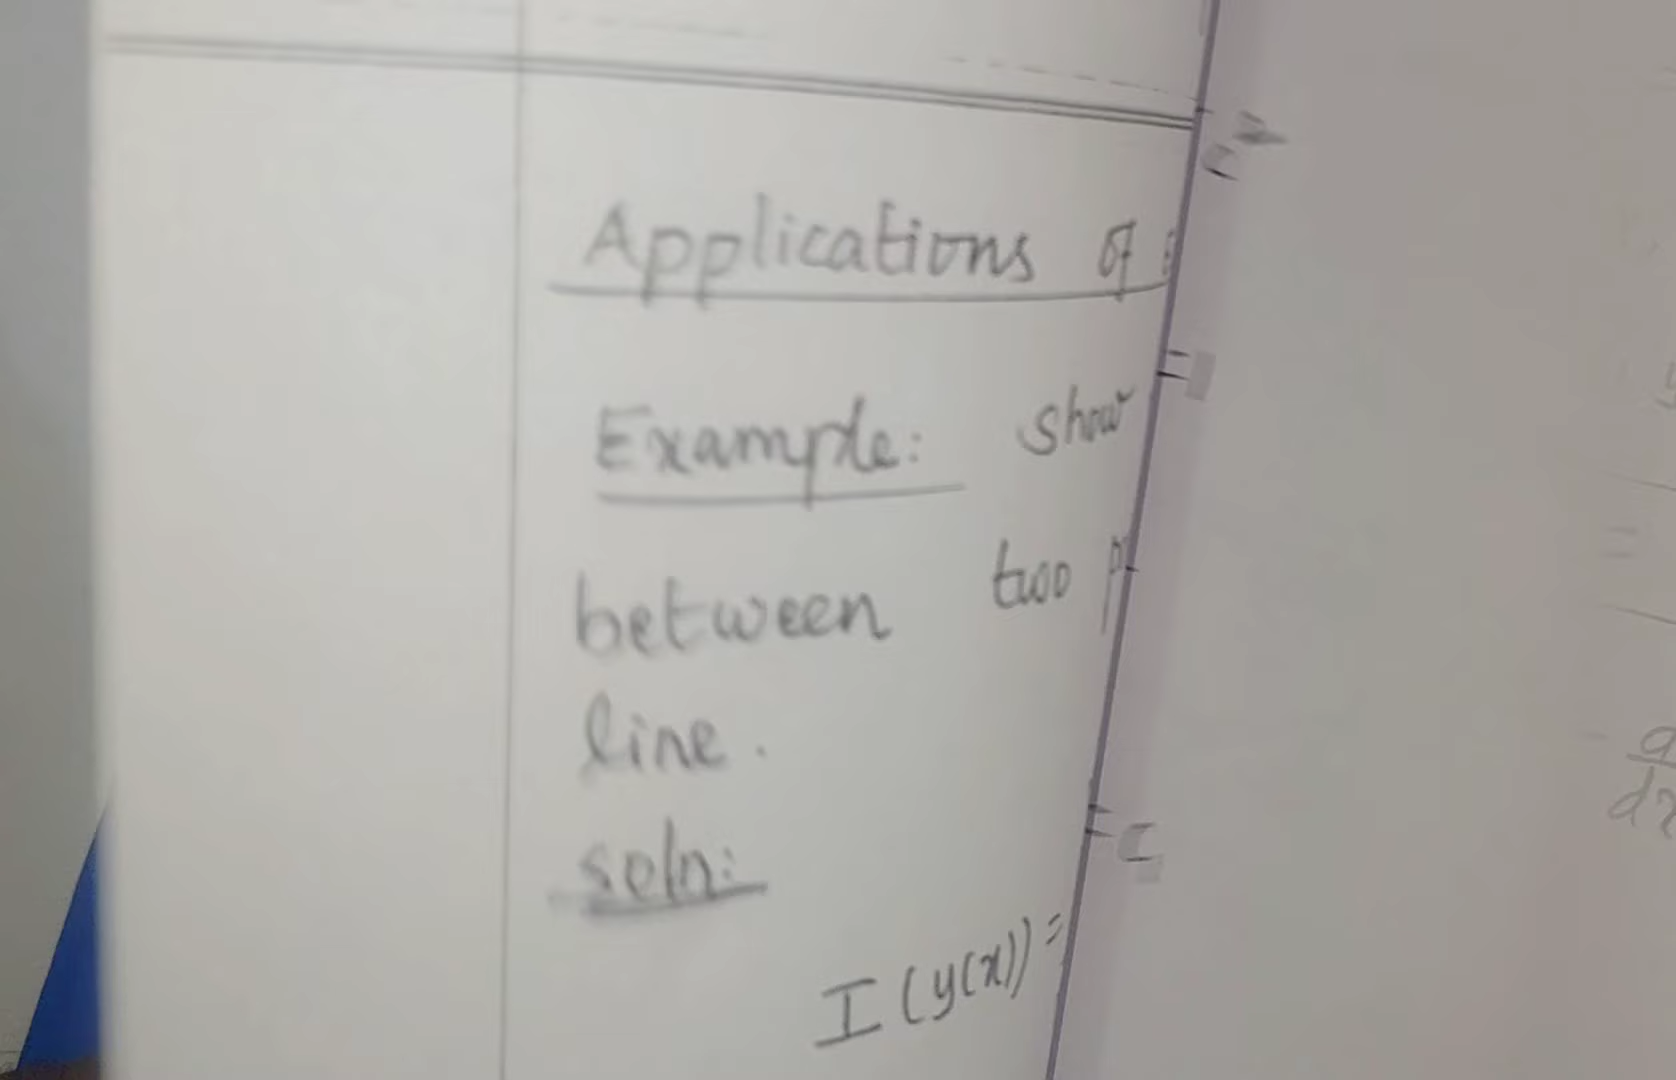 Applications of
Example: show
between two
line.
soln:
I (y(x)) =